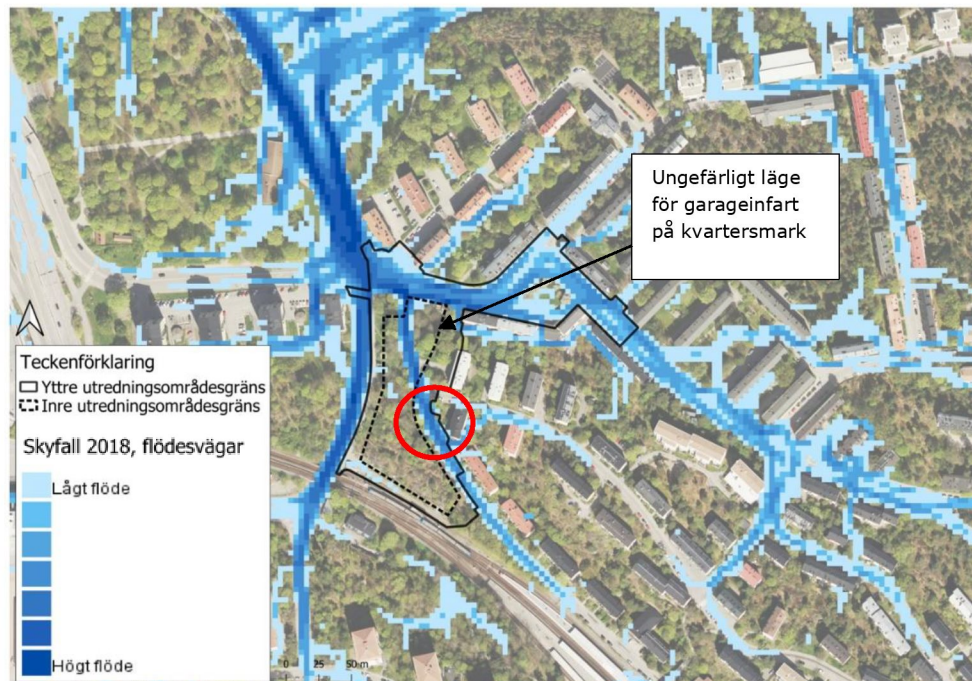 Ungefärligt läge
för garageinfart
på kvartersmark
Teckenförklaring
Yttre utredningsområdesgräns
Inre utredningsområdesgräns
Skyfall 2018, flödesvägar
Lågt flöde
Högt flöde
0 25 50 m